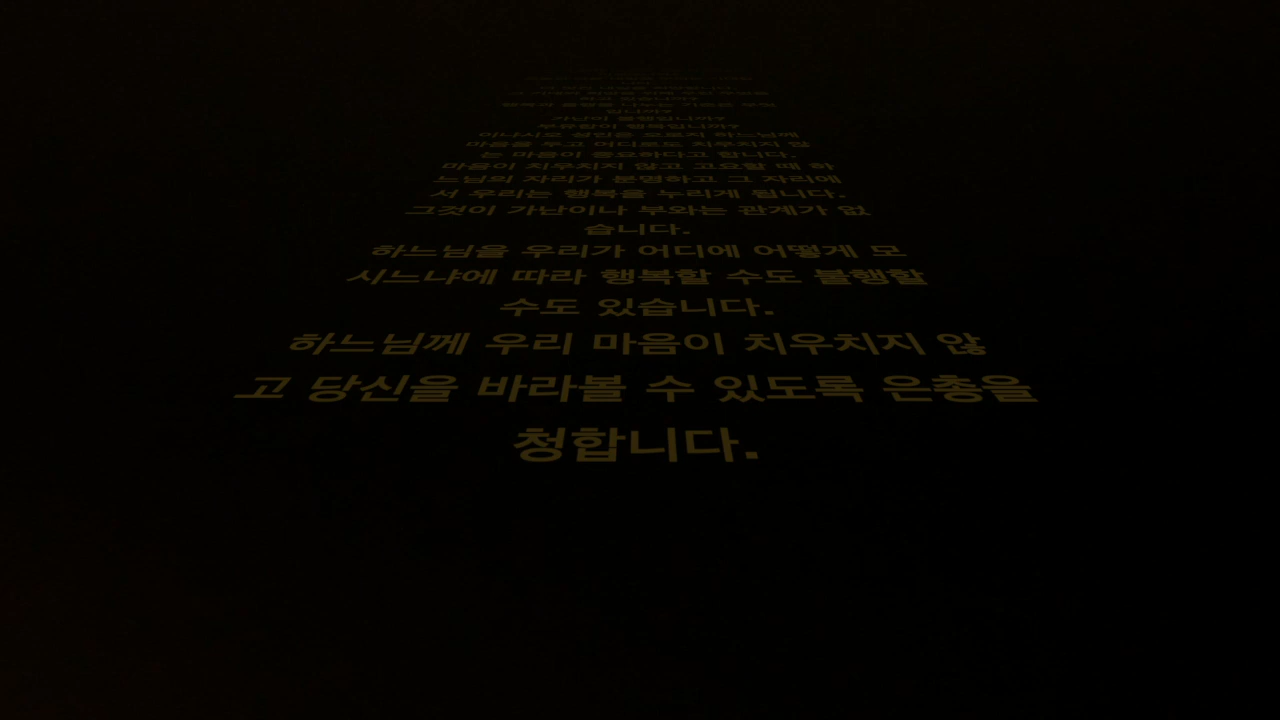 합니까?
가난이 불행입니까?
부유함이 행복입니까?
이냐시오 성인은 오로지 하느님께
마음을 두고 어디로도 치우치지 않
는 마음이 중요하다고 합니다.
마음이 치우치지 않고 고요할 때 하
느님의 자리가 분명하고 그 자리에
서 우리는 행복을 누리게 됩니다.
그것이 가난이나 부와는 관계가 없
습니다.
하느님을 우리가 어디에 어떻게 모
시느냐에 따라 행복할 수도 불행할
수도 있습니다.
하느님께 우리 마음이 치우치지 않
고 당신을 바라볼 수 있도록 은총을
청합니다.